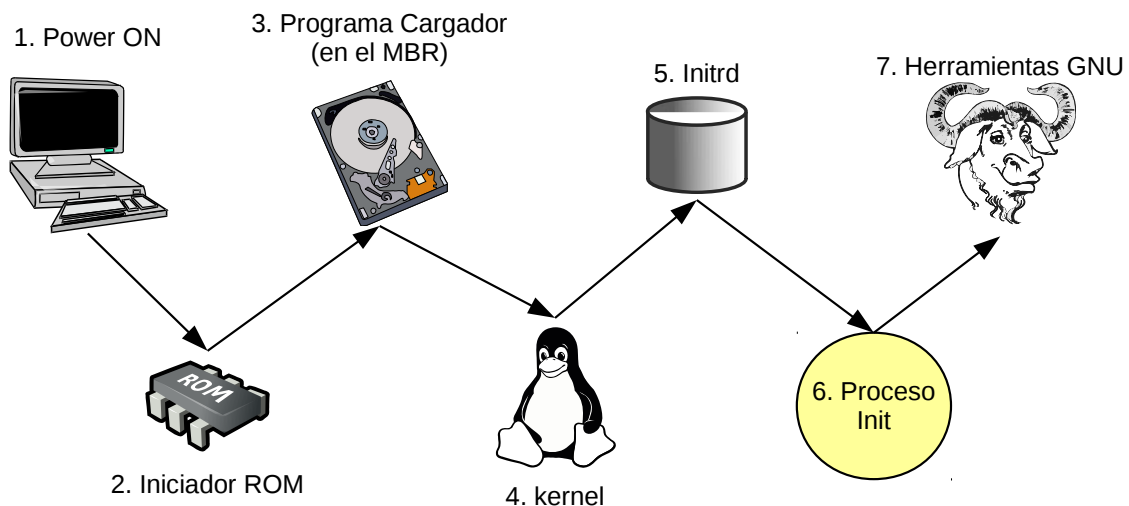 1. Power ON
2. Iniciador ROM
ROM
3. Programa Cargador
(en el MBR)
4. kernel
5. Initrd
6. Proceso
Init
7. Herramientas GNU